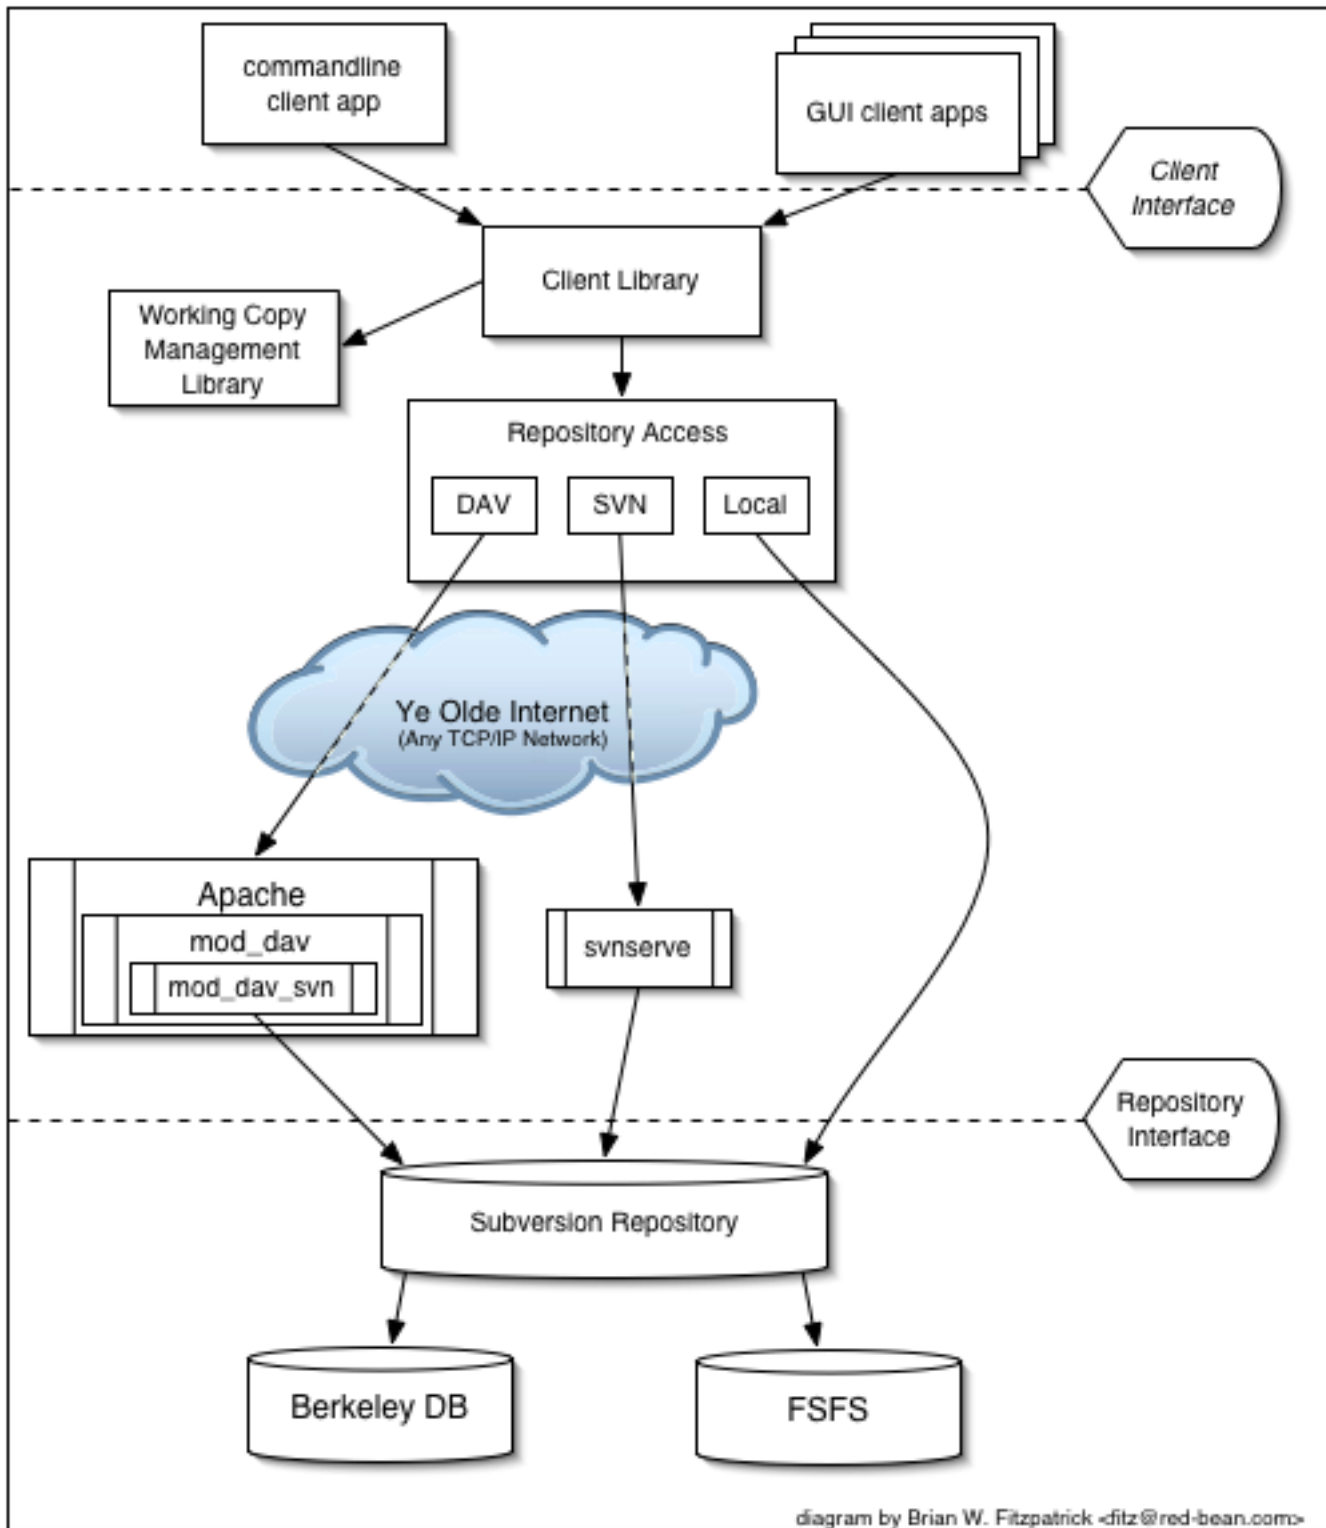 commandline
client app
GUI client apps
Client
Interface
Client Library
Working Copy
Management
Library
Repository Access
DAV
SVN
Local
Ye Olde Internet
(Any TCP/IP Network)
Apache
mod_dav
mod_dav_svn
svnserve
Repository
Interface
Subversion Repository
Berkeley DB
FSFS
diagram by Brian W. Fitzpatrick <fitz@red-bean.com>